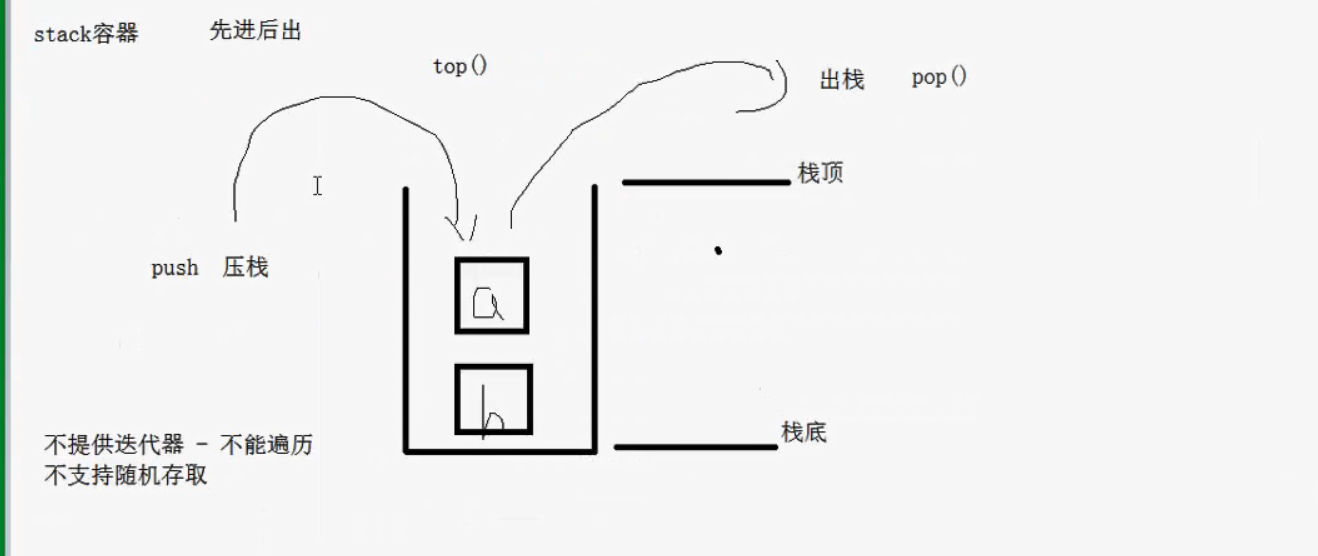 stack容器 先进后出
top()
出栈 pop()
栈顶
push 压栈
a
b
栈底
不提供迭代器 - 不能遍历
不支持随机存取